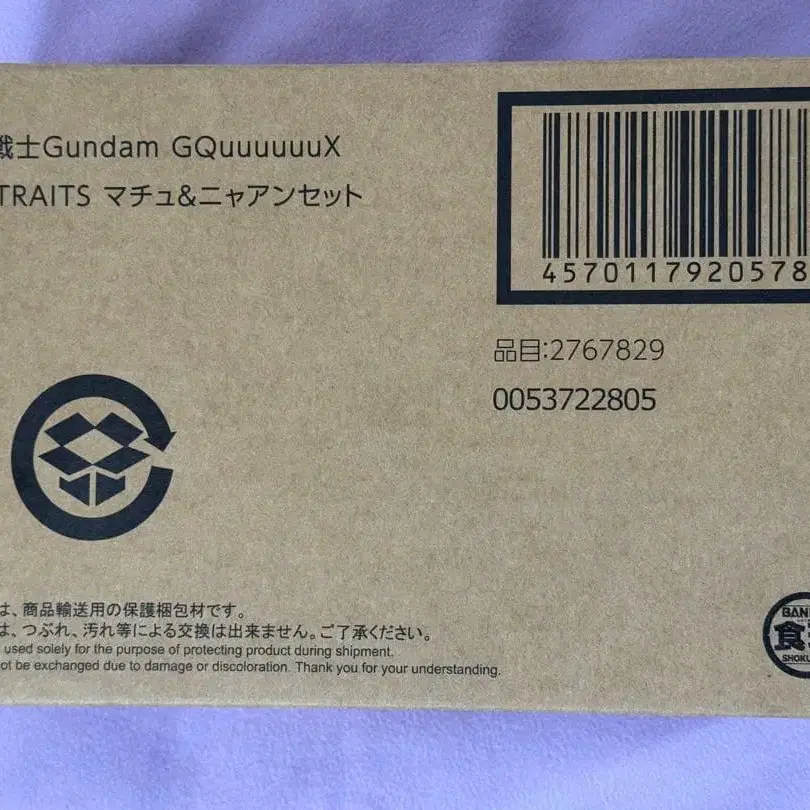 戦士Gundam GQuuuuuuX
TRAITS マチュ&ニャアンセット
4570117920578
品目:2767829
0053722805
は、商品輸送用の保護梱包材です。
は、つぶれ、汚れ等による交換は出来ません。ご了承ください。
used solely for the purpose of protecting product during shipment.
ot be exchanged due to damage or discoloration. Thank you for your understanding.
BAN
食
SHOKU